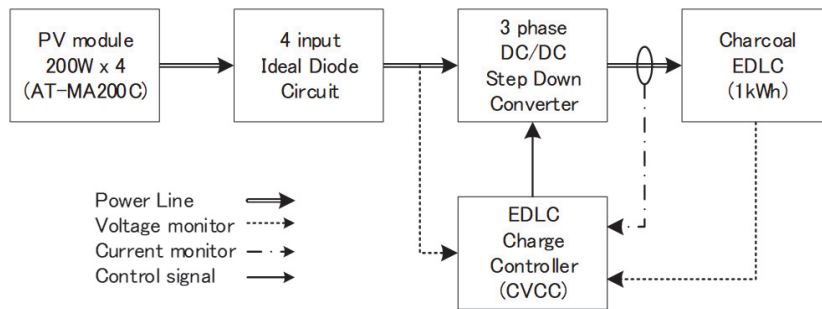 PV module
200W x 4
(AT-MA200C)
4 input
Ideal Diode
Circuit
3 phase
DC/DC
Step Down
Converter
Charcoal
EDLC
(1kWh)
Power Line
Voltage monitor
Current monitor
Control signal
EDLC
Charge
Controller
(CVCC)